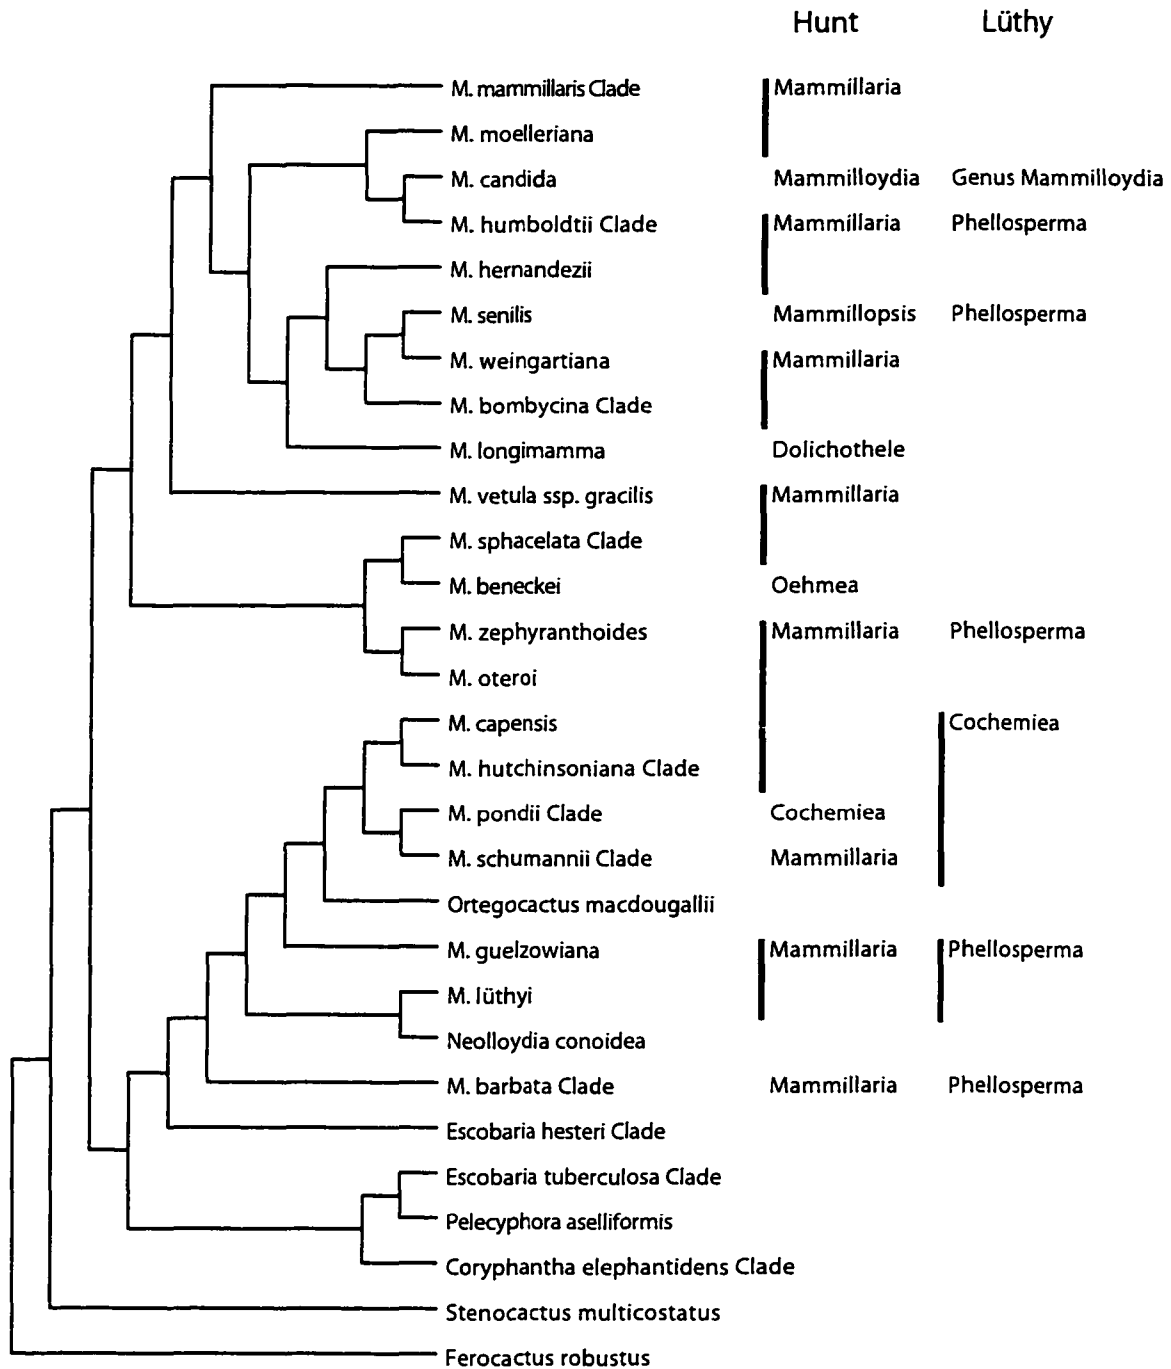 Hunt Lüthy
M. mammillaris Clade Mammillaria
M. moelleriana
M. candida Mammilloydia Genus Mammilloydia
M. humboldtii Clade Mammillaria Phellosperma
M. hernandezii
M. senilis Mammillopsis Phellosperma
M. weingartiana Mammillaria
M. bombycina Clade
M. longimamma Dolichothele
M. vetula ssp. gracilis Mammillaria
M. sphacelata Clade
M. beneckei Oehmea
M. zephyranthoides Mammillaria Phellosperma
M. oteroi
M. capensis Cochemiea
M. hutchinsoniana Clade
M. pondii Clade Cochemiea
M. schumannii Clade Mammillaria
Ortegocactus macdougallii
M. guelzowiana Mammillaria Phellosperma
M. lüthyi
Neolloydia conoidea
M. barbata Clade Mammillaria Phellosperma
Escobaria hesteri Clade
Escobaria tuberculosa Clade
Pelecyphora aselliformis
Coryphantha elephantidens Clade
Stenocactus multicostatus
Ferocactus robustus